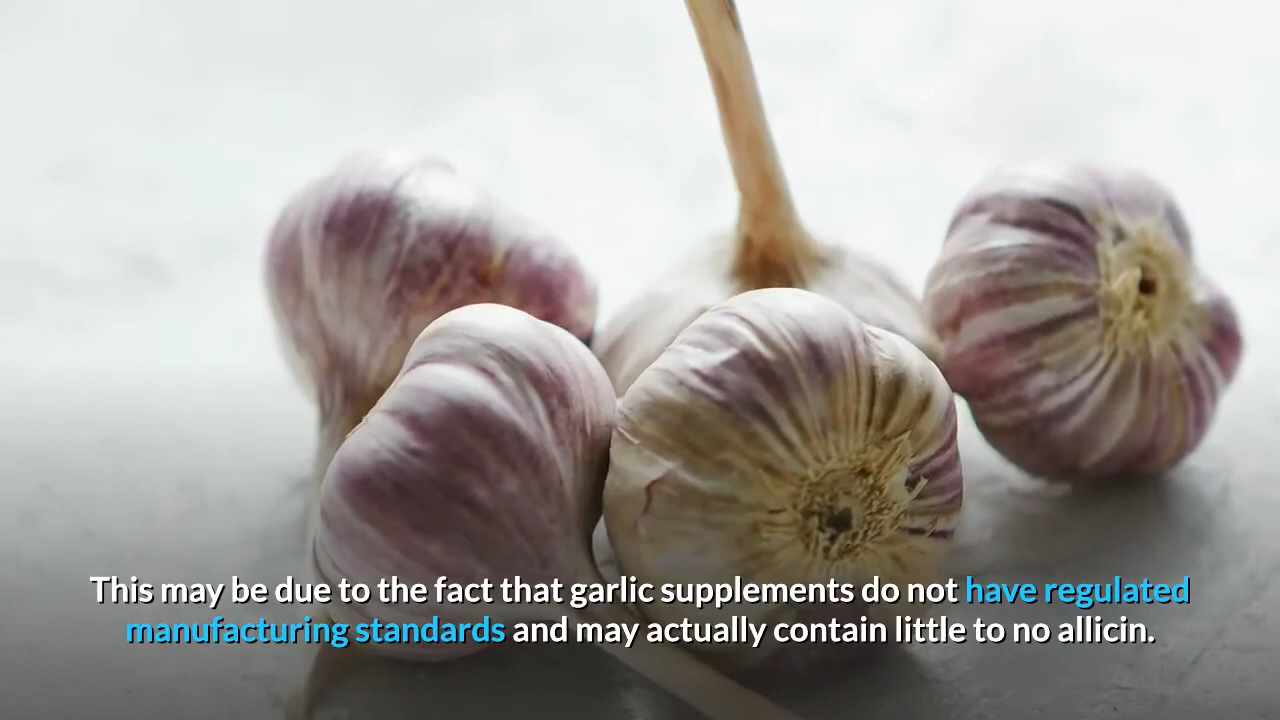 This may be due to the fact that garlic supplements do not have regulated
manufacturing standards and may actually contain little to no allicin.